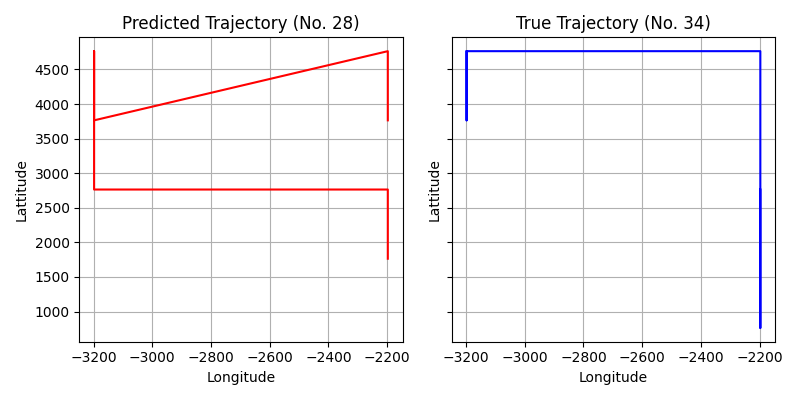 Predicted Trajectory (No. 28)
True Trajectory (No. 34)
4500
4000
3500
3000
2500
2000
1500
1000
Lattitude
Lattitude
−3200 −3000 −2800 −2600 −2400 −2200
−3200 −3000 −2800 −2600 −2400 −2200
Longitude
Longitude